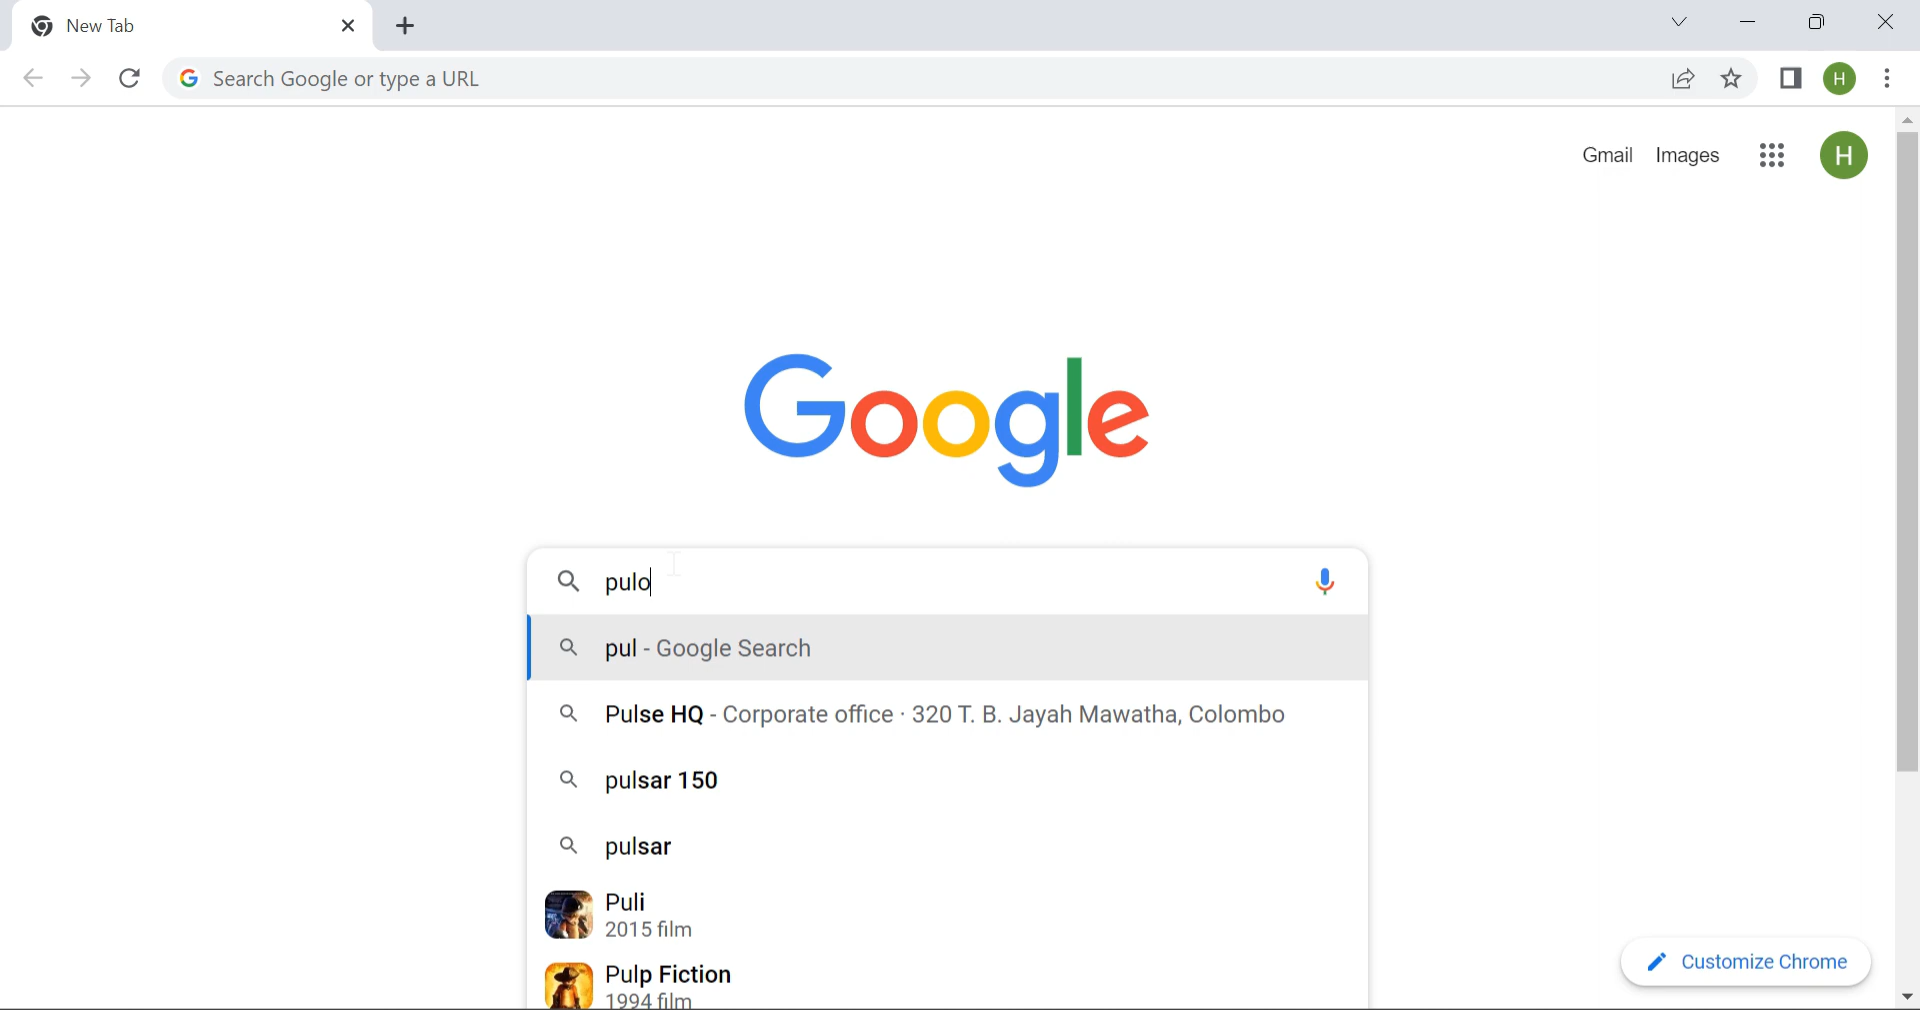 New Tab
Search Google or type a URL
H
Gmail Images H
Google
pulo
pul - Google Search
Pulse HQ - Corporate office · 320 T. B. Jayah Mawatha, Colombo
pulsar 150
pulsar
Puli
2015 film
Pulp Fiction
1994 film
Customize Chrome